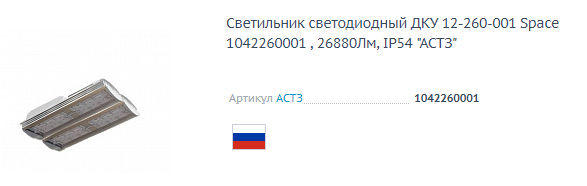 Светильник светодиодный ДКУ 12-260-001 Space
1042260001 , 26880Лм, IP54 "АСТЗ"
Артикул АСТЗ 1042260001